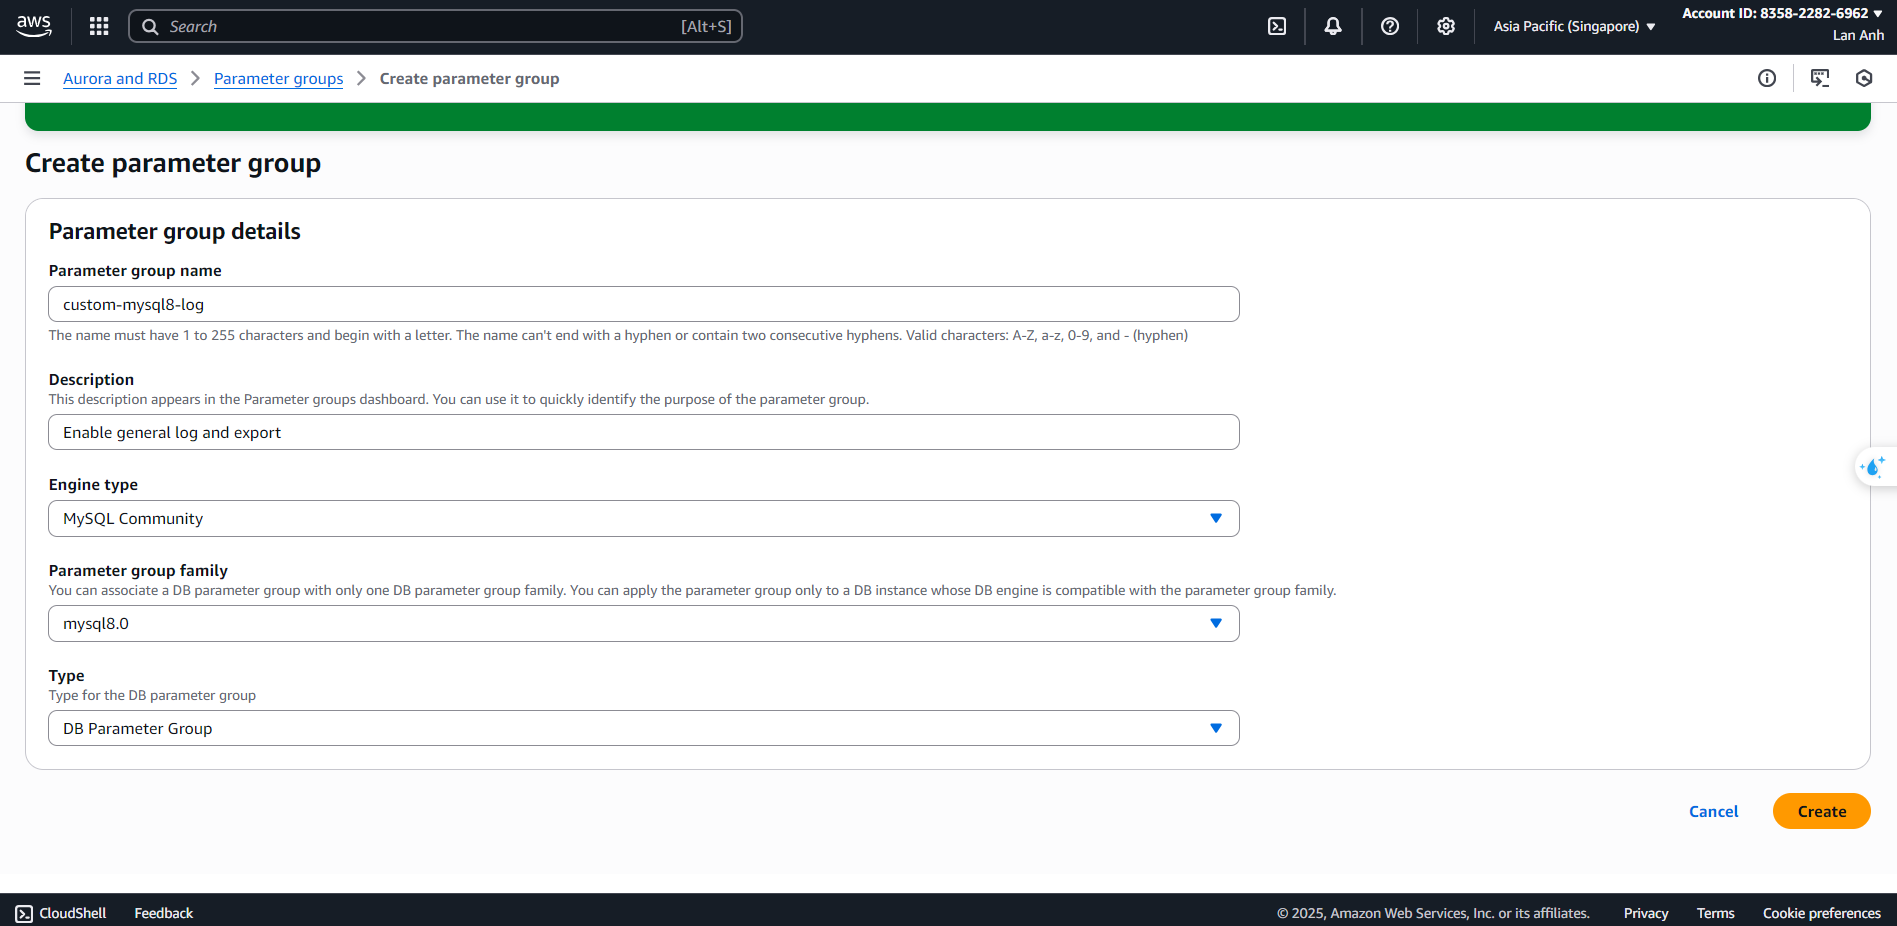 aws
Search [Alt+S]
Asia Pacific (Singapore)
Account ID: 8358-2282-6962
Lan Anh
Aurora and RDS > Parameter groups > Create parameter group
Create parameter group
Parameter group details
Parameter group name
custom-mysql8-log
The name must have 1 to 255 characters and begin with a letter. The name can't end with a hyphen or contain two consecutive hyphens. Valid characters: A-Z, a-z, 0-9, and - (hyphen)
Description
This description appears in the Parameter groups dashboard. You can use it to quickly identify the purpose of the parameter group.
Enable general log and export
Engine type
MySQL Community
Parameter group family
You can associate a DB parameter group with only one DB parameter group family. You can apply the parameter group only to a DB instance whose DB engine is compatible with the parameter group family.
mysql8.0
Type
Type for the DB parameter group
DB Parameter Group
Cancel Create
CloudShell Feedback © 2025, Amazon Web Services, Inc. or its affiliates. Privacy Terms Cookie preferences